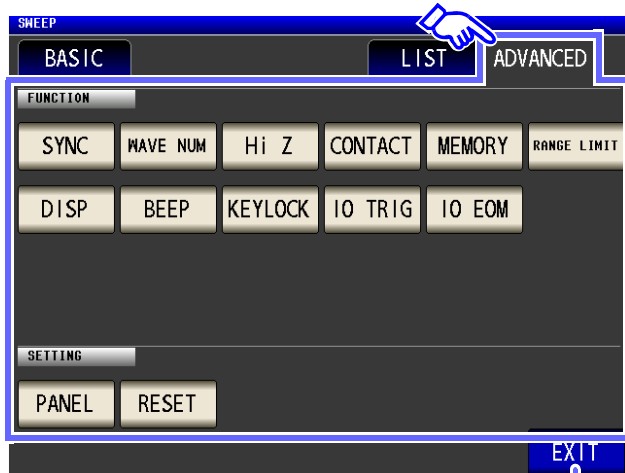 SWEEP
BASIC LIST ADVANCED
FUNCTION
SYNC WAVE NUM Hi Z CONTACT MEMORY RANGE LIMIT
DISP BEEP KEYLOCK IO TRIG IO EOM
SETTING
PANEL RESET
EXIT